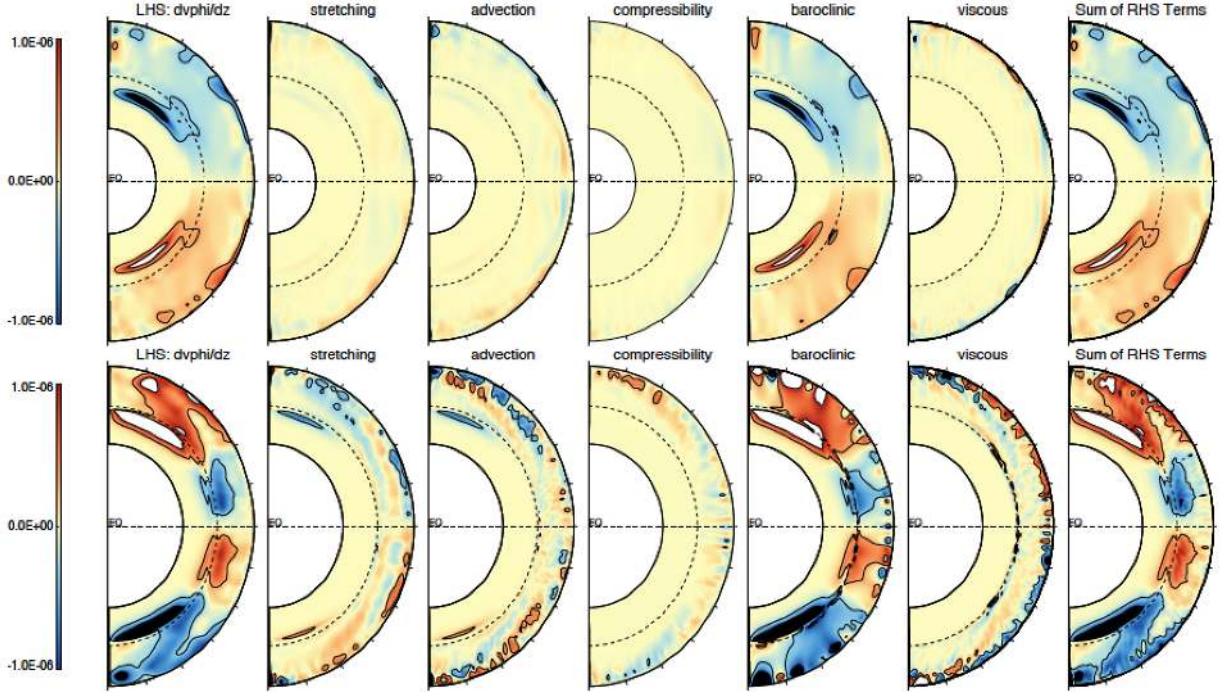 LHS: dvphi/dz stretching advection compressibility baroclinic viscous Sum of RHS Terms
1.0E-06
0.0E+00
EQ EQ EQ EQ EQ EQ EQ
-1.0E-06
LHS: dvphi/dz stretching advection compressibility baroclinic viscous Sum of RHS Terms
1.0E-06
0.0E+00
EQ EQ EQ EQ EQ EQ EQ
-1.0E-06